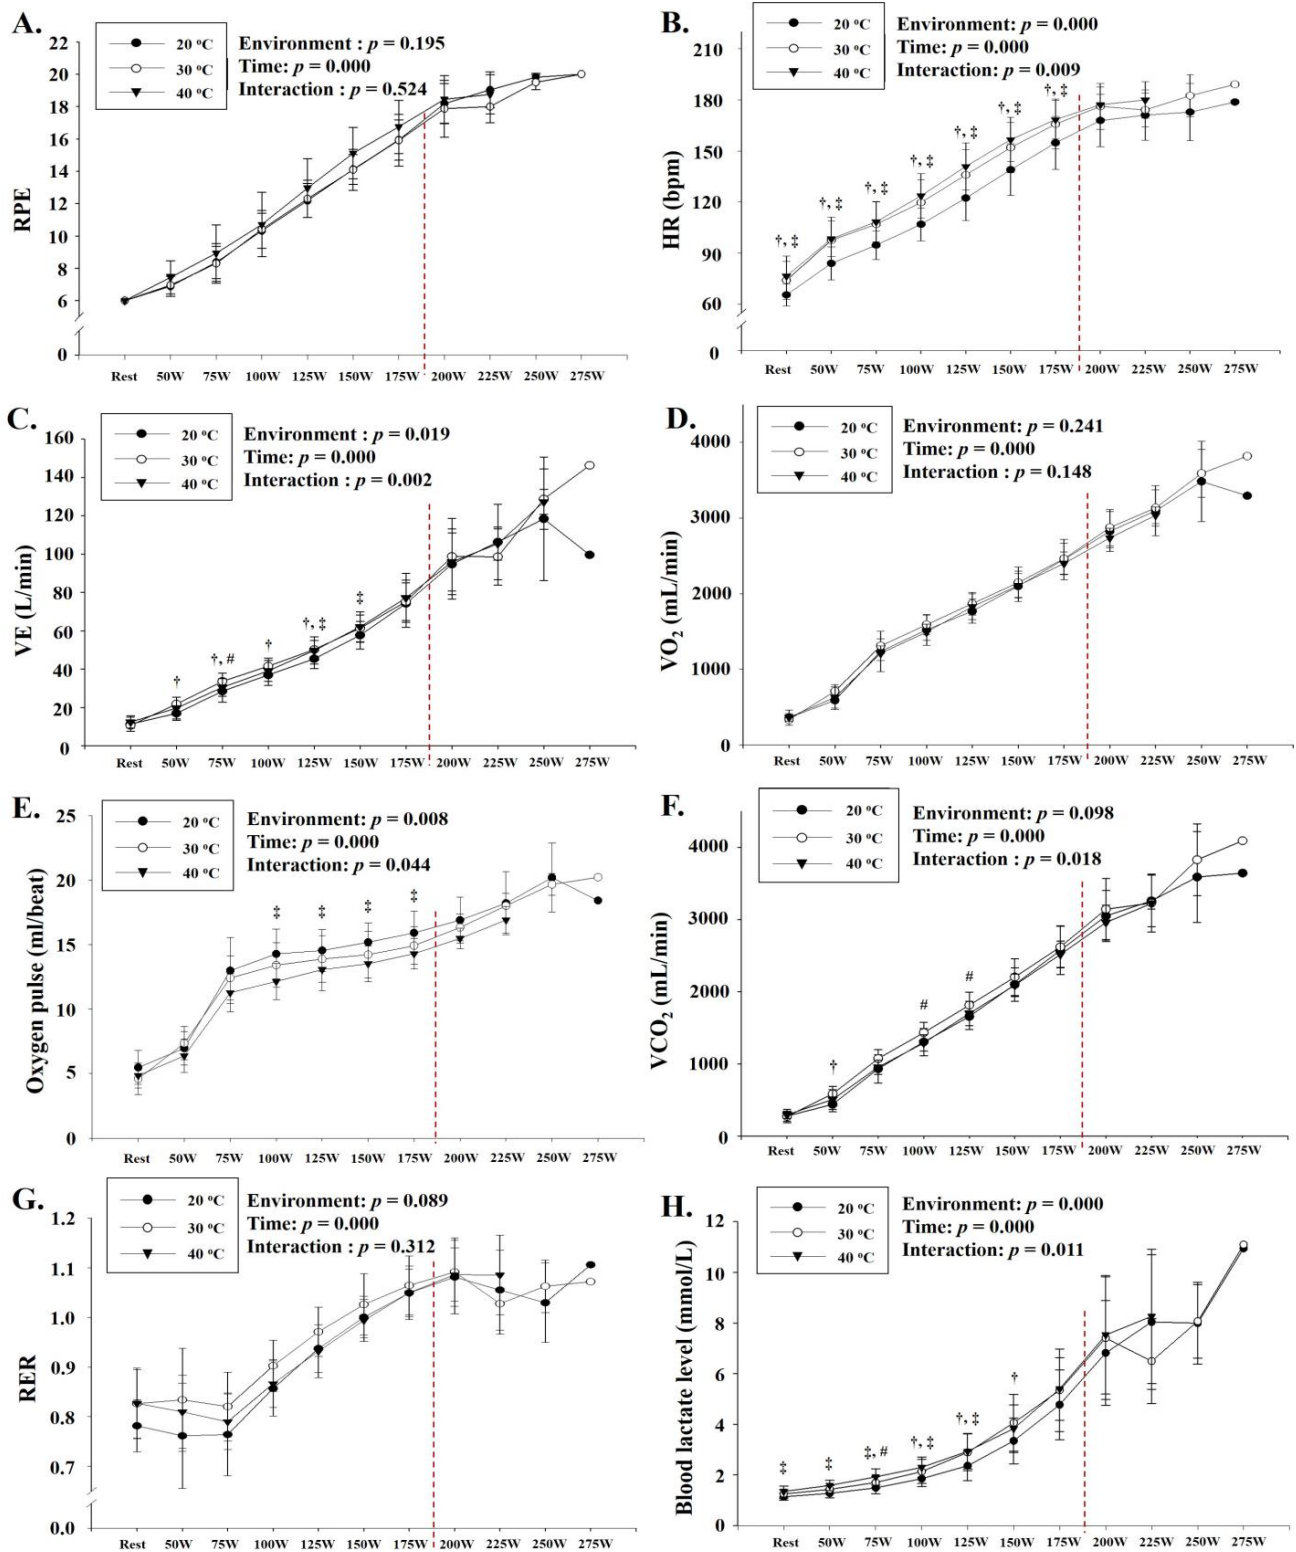 A.
20 °C
30 °C
40 °C
Environment : p = 0.195
Time: p = 0.000
Interaction : p = 0.524
RPE
22
20
18
16
14
12
10
8
6
0
Rest 50W 75W 100W 125W 150W 175W 200W 225W 250W 275W
B.
20 °C
30 °C
40 °C
Environment: p = 0.000
Time: p = 0.000
Interaction: p = 0.009
HR (bpm)
210
180
150
120
90
60
0
†, ‡ †, ‡ †, ‡ †, ‡ †, ‡ †, ‡ †, ‡
Rest 50W 75W 100W 125W 150W 175W 200W 225W 250W 275W
C.
20 °C
30 °C
40 °C
Environment : p = 0.019
Time: p = 0.000
Interaction : p = 0.002
VE (L/min)
160
140
120
100
80
60
40
20
0
† †, # † †, ‡ ‡
Rest 50W 75W 100W 125W 150W 175W 200W 225W 250W 275W
D.
20 °C
30 °C
40 °C
Environment: p = 0.241
Time: p = 0.000
Interaction: p = 0.148
VO2 (mL/min)
4000
3000
2000
1000
0
Rest 50W 75W 100W 125W 150W 175W 200W 225W 250W 275W
E.
20 °C
30 °C
40 °C
Environment: p = 0.008
Time: p = 0.000
Interaction: p = 0.044
Oxygen pulse (ml/beat)
25
20
15
10
5
0
‡ ‡ ‡ ‡
Rest 50W 75W 100W 125W 150W 175W 200W 225W 250W 275W
F.
20 °C
30 °C
40 °C
Environment: p = 0.098
Time: p = 0.000
Interaction : p = 0.018
VCO2 (mL/min)
4000
3000
2000
1000
0
† # #
Rest 50W 75W 100W 125W 150W 175W 200W 225W 250W 275W
G.
20 °C
30 °C
40 °C
Environment: p = 0.089
Time: p = 0.000
Interaction : p = 0.312
RER
1.2
1.1
1.0
0.9
0.8
0.7
0.0
Rest 50W 75W 100W 125W 150W 175W 200W 225W 250W 275W
H.
20 °C
30 °C
40 °C
Environment: p = 0.000
Time: p = 0.000
Interaction: p = 0.011
Blood lactate level (mmol/L)
12
10
8
6
4
2
0
‡ ‡ ‡, # †, ‡ †, ‡ †
Rest 50W 75W 100W 125W 150W 175W 200W 225W 250W 275W